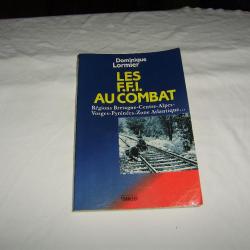 Dominique
Lormier
LES
F.F.I.
AU COMBAT
Régions Bretagne-Centre-Alpes-
Vosges-Pyrénées-Zone Atlantique...